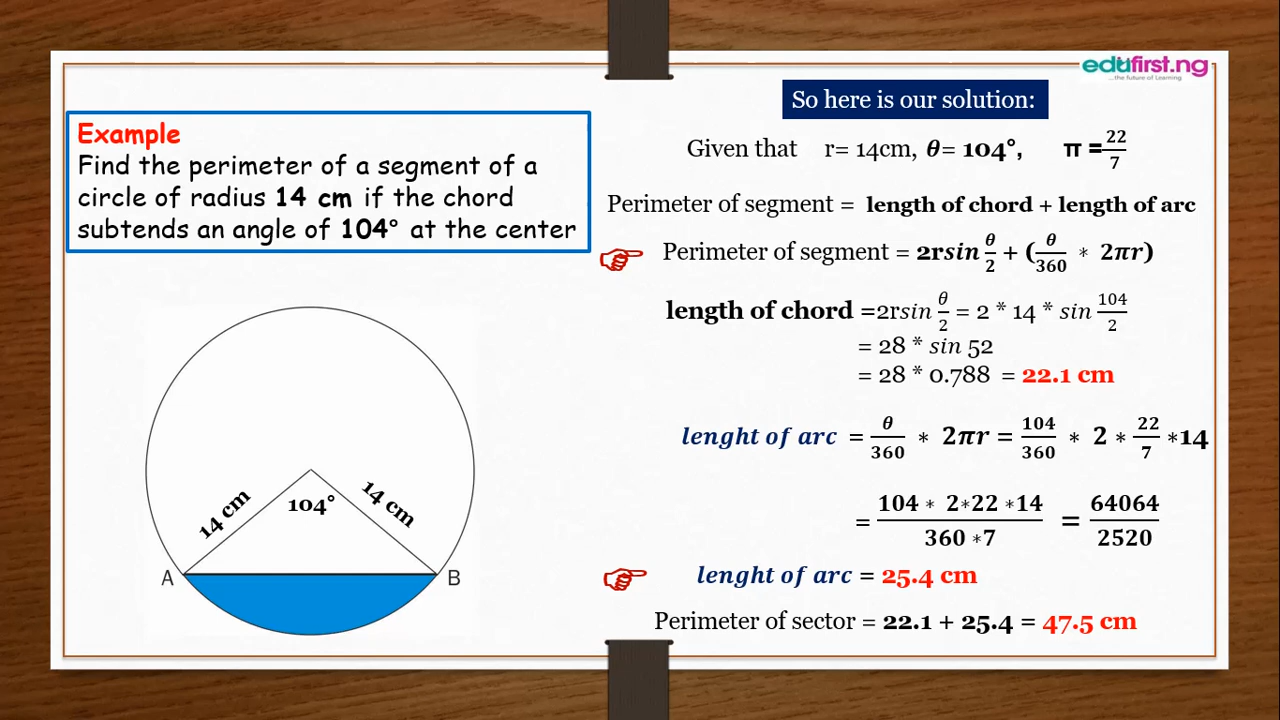 edufirst.ng
...the future of Learning
Example
Find the perimeter of a segment of a
circle of radius 14 cm if the chord
subtends an angle of 104° at the center
104°
14 cm
14 cm
A
B
So here is our solution:
Given that r= 14cm, θ= 104°, π =22/7
Perimeter of segment = length of chord + length of arc
Perimeter of segment = 2rsin θ/2 + (θ/360 * 2πr)
length of chord =2rsin θ/2 = 2 * 14 * sin 104/2
= 28 * sin 52
= 28 * 0.788 = 22.1 cm
lenght of arc = θ/360 * 2πr = 104/360 * 2 * 22/7 *14
= 104 * 2*22 *14/360 *7 = 64064/2520
lenght of arc = 25.4 cm
Perimeter of sector = 22.1 + 25.4 = 47.5 cm